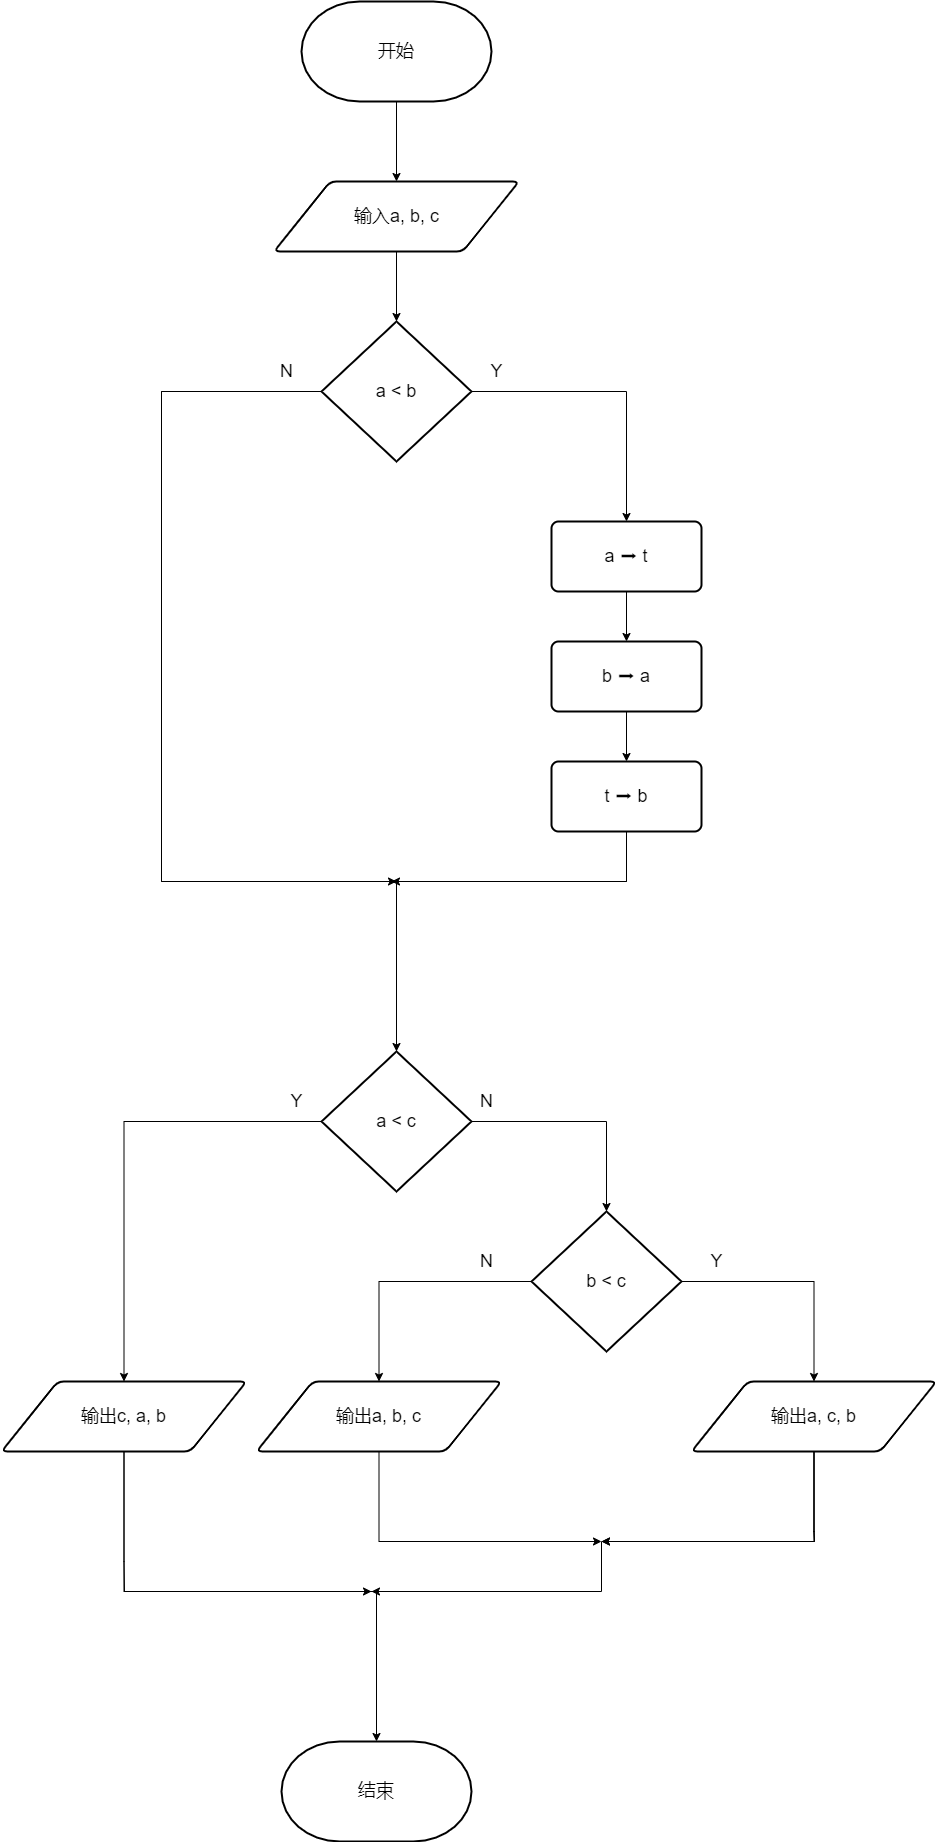 开始
输入a, b, c
a < b
N
Y
a ➞ t
b ➞ a
t ➞ b
a < c
Y
N
b < c
N
Y
输出c, a, b
输出a, b, c
输出a, c, b
结束